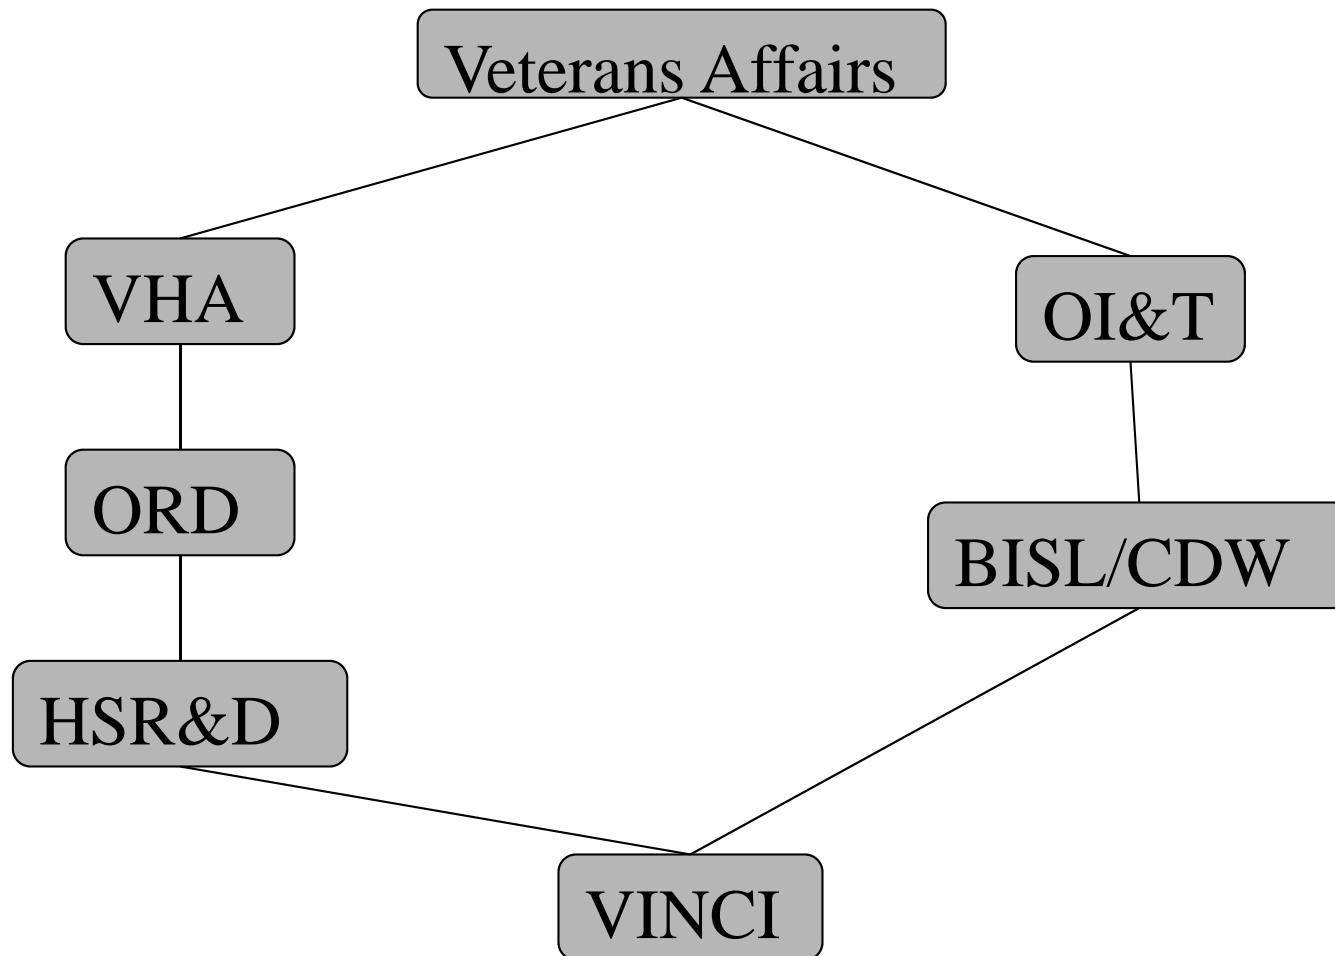 Veterans Affairs
VHA
OI&T
ORD
BISL/CDW
HSR&D
VINCI